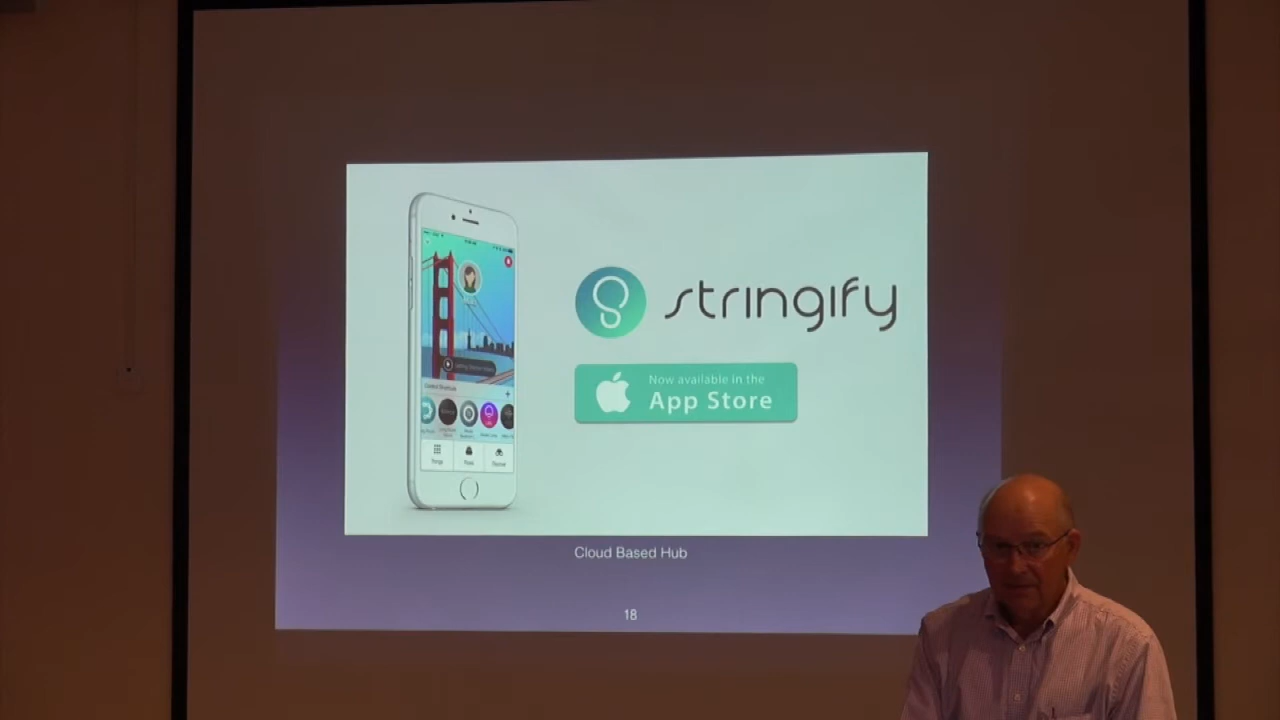 stringify
Now available in the
App Store
Cloud Based Hub
18